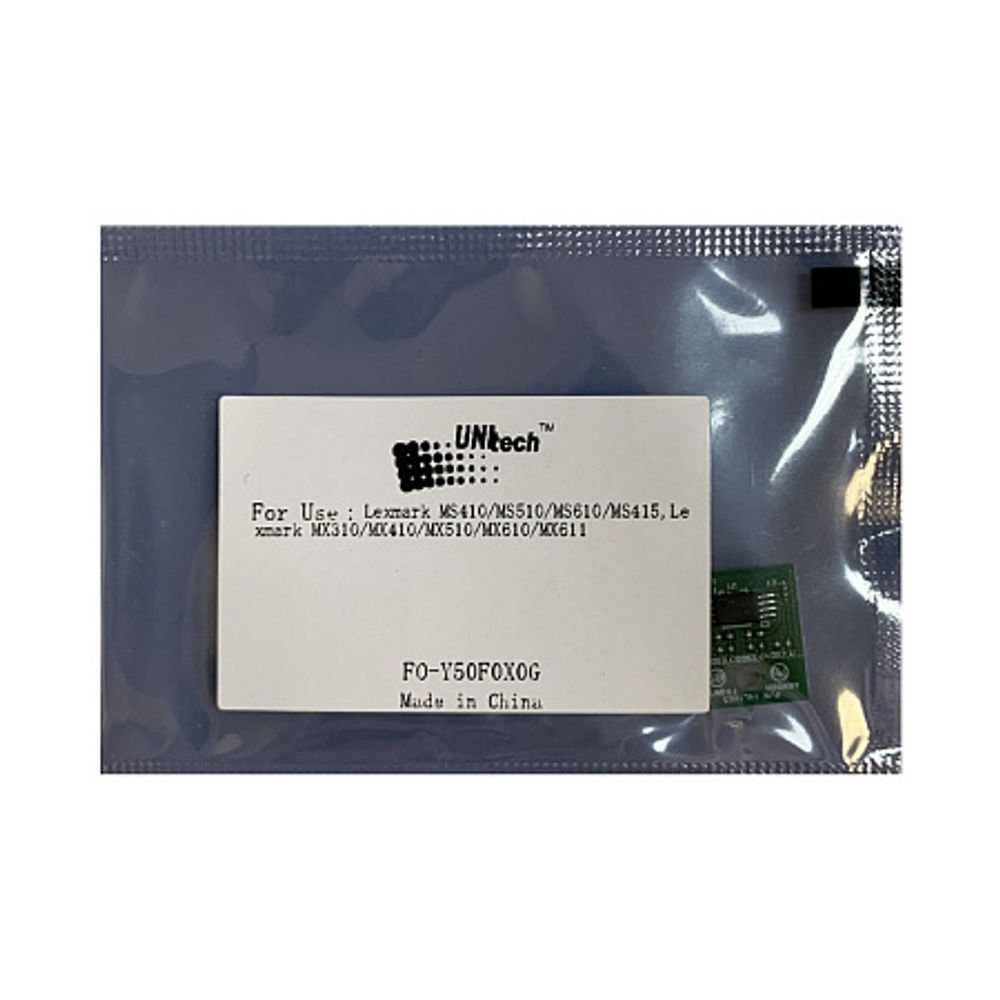 UNItech™
For Use : Lexmark MS410/MS510/MS610/MS415, Le
xmark MX310/MX410/MX510/MX610/MX611
FO-Y50F0X0G
Made in China